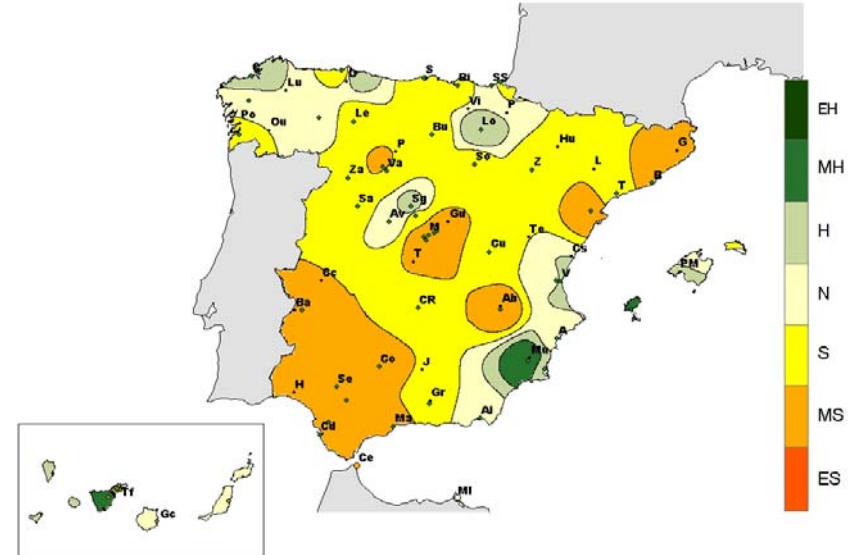 C
O
S
Bi
SS
EH
Lu
Vi
P
Po
Ou
Le
Lo
MH
Bu
P
Hu
G
Za
Va
So
Z
L
B
H
T
Sa
Sg
Av
Gu
M
Te
Cs
PM
N
T
Cu
V
Cc
Ba
CR
Ab
A
S
Co
J
Mu
H
Se
Gr
Al
MS
Cd
Ma
Ce
ES
Tf
Gc
Ml